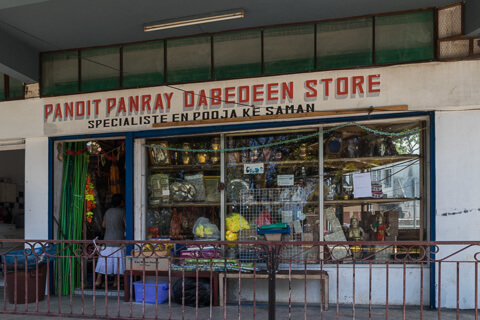 PANDIT PANRAY DABEDEEN STORE
SPECIALISTE EN POOJA KE SAMAN